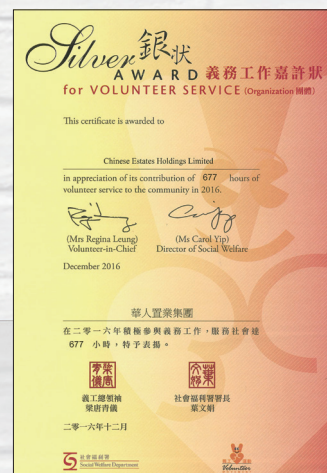 Silver 銀狀
AWARD 義務工作嘉許狀
for VOLUNTEER SERVICE (Organization 團體)
This certificate is awarded to
Chinese Estates Holdings Limited
in appreciation of its contribution of 677 hours of
volunteer service to the community in 2016.
(Mrs Regina Leung) (Ms Carol Yip)
Volunteer-in-Chief Director of Social Welfare
December 2016
華人置業集團
在二零一六年積極參與義務工作，服務社會達
677 小時，特予表揚。
義工總領袖 社會福利署署長
梁唐青儀 葉文娟
二零一六年十二月
社會福利署
Social Welfare Department
Volunteer